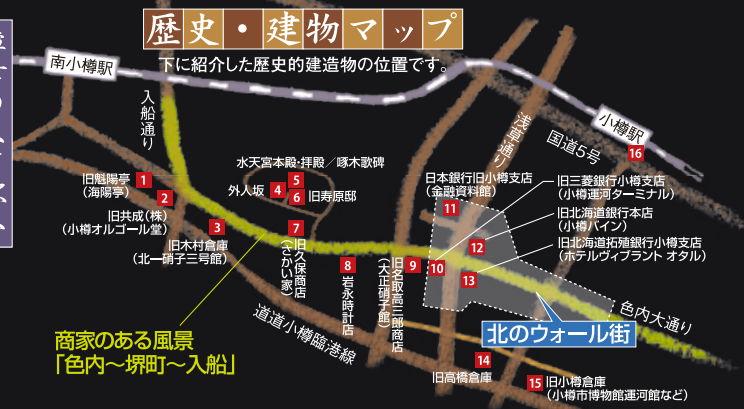 歴史・建物マップ
下に紹介した歴史的建造物の位置です。
南小樽駅
入船通り
浅草通り
小樽駅
国道5号
16
水天宮本殿・拝殿／啄木歌碑
5
外人坂 4
6 旧寿原邸
旧魁陽亭
(海陽亭)
1
2
旧共成(株)
(小樽オルゴール堂)
3
旧木村倉庫
(北一硝子三号館)
7
旧久保商店
(さかい家)
8
岩永時計店
9
旧名取高三郎商店
(大正硝子館)
日本銀行旧小樽支店
(金融資料館)
11
旧三菱銀行小樽支店
(小樽運河ターミナル)
10
旧北海道銀行本店
(小樽バイン)
12
旧北海道拓殖銀行小樽支店
(ホテルヴィブラント オタル)
13
色内大通り
北のウォール街
商家のある風景
「色内～堺町～入船」
道道小樽臨港線
14
旧高橋倉庫
15 旧小樽倉庫
(小樽市博物館運河館など)